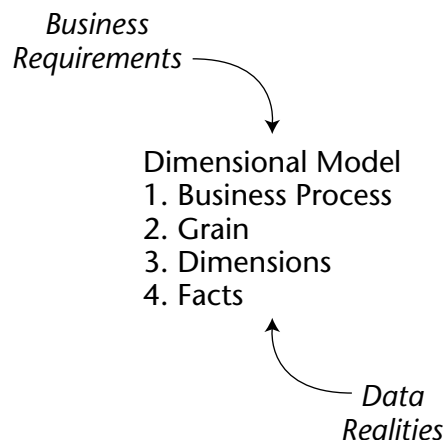 Business
Requirements
Dimensional Model
1. Business Process
2. Grain
3. Dimensions
4. Facts
Data
Realities